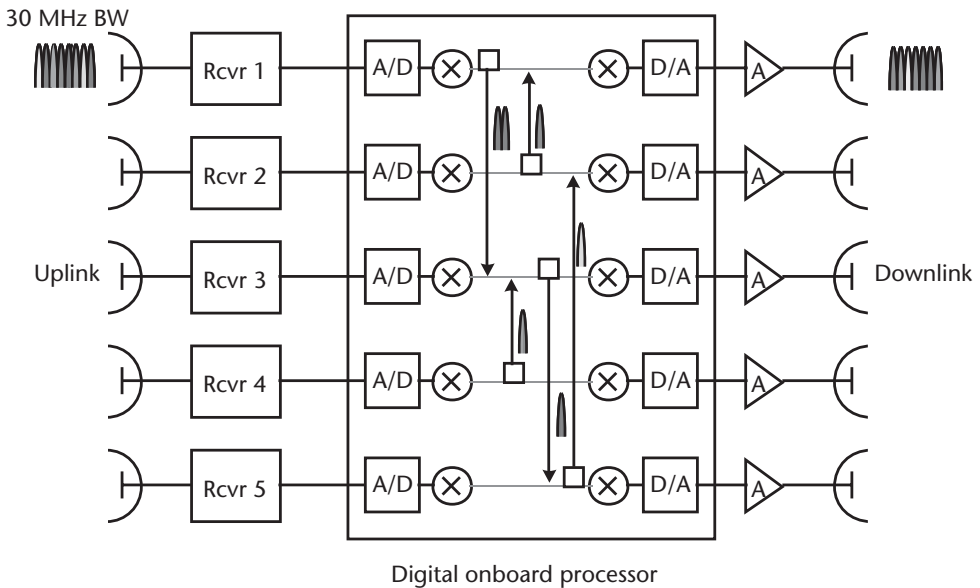 30 MHz BW
Rcvr 1
A/D
D/A
A
Rcvr 2
A/D
D/A
A
Uplink
Rcvr 3
A/D
D/A
A
Downlink
Rcvr 4
A/D
D/A
A
Rcvr 5
A/D
D/A
A
Digital onboard processor